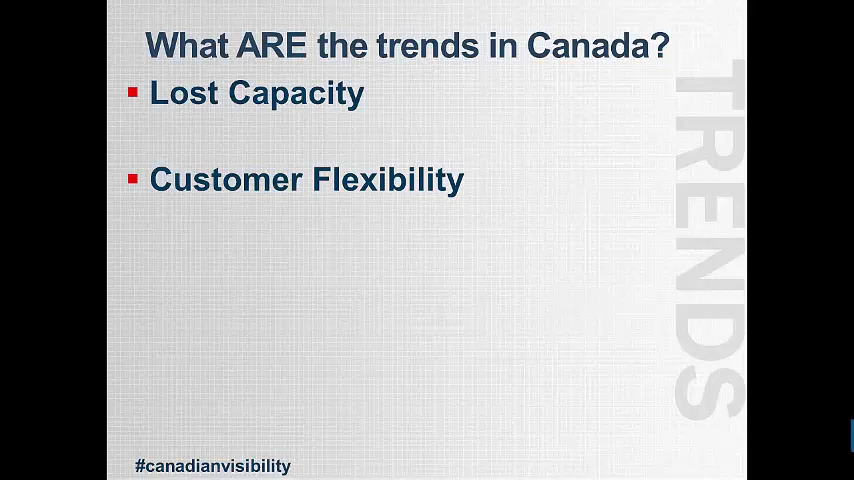 What ARE the trends in Canada?
Lost Capacity
Customer Flexibility
TRENDS
#canadianvisibility